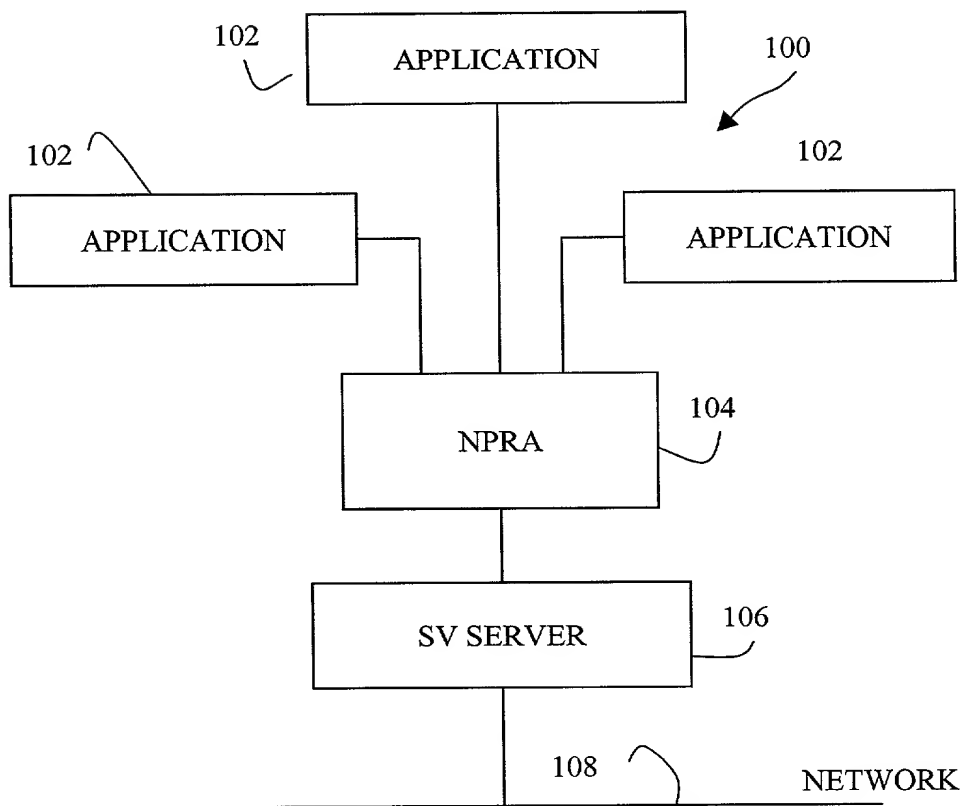 102
APPLICATION
100
102
102
APPLICATION
APPLICATION
104
NPRA
106
SV SERVER
108
NETWORK